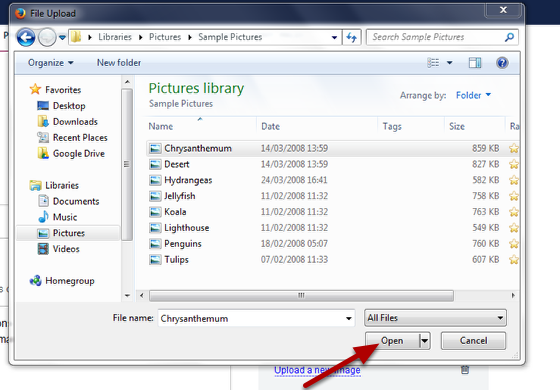 File Upload
Libraries Pictures Sample Pictures Search Sample Pictures
Organize New folder
Favorites
Desktop
Downloads
Recent Places
Google Drive
Libraries
Documents
Music
Pictures
Videos
Homegroup
Pictures library
Sample Pictures
Arrange by: Folder
Name Date Tags Size Ra
Chrysanthemum 14/03/2008 13:59 859 KB
Desert 14/03/2008 13:59 827 KB
Hydrangeas 24/03/2008 16:41 582 KB
Jellyfish 11/02/2008 11:32 758 KB
Koala 11/02/2008 11:32 763 KB
Lighthouse 11/02/2008 11:32 549 KB
Penguins 18/02/2008 05:07 760 KB
Tulips 07/02/2008 11:33 607 KB
File name: Chrysanthemum All Files
Open Cancel
Upload a new image